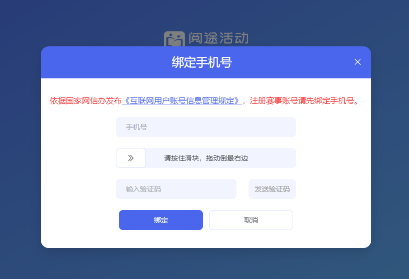 阅途活动
绑定手机号
依据国家网信办发布《互联网用户账号信息管理规定》，注册赛事账号请先绑定手机号。
手机号
请按住滑块，拖动到最右边
输入验证码 发送验证码
绑定 取消